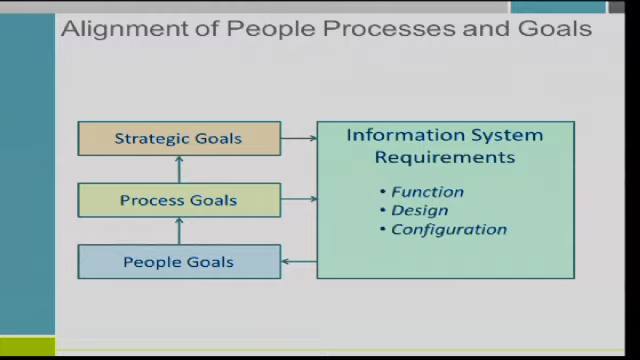 Alignment of People Processes and Goals
Strategic Goals
Process Goals
People Goals
Information System
Requirements
• Function
• Design
• Configuration